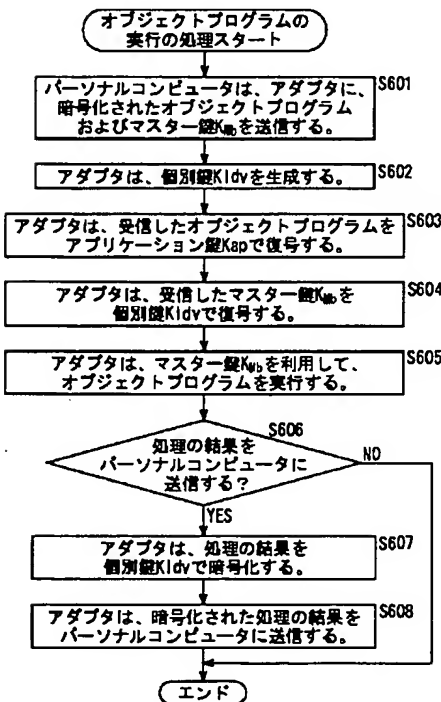 オブジェクトプログラムの
実行の処理スタート
S601
パーソナルコンピュータは、アダプタに、
暗号化されたオブジェクトプログラム
およびマスター鍵KMbを送信する。
S602
アダプタは、個別鍵Kidvを生成する。
S603
アダプタは、受信したオブジェクトプログラムを
アプリケーション鍵Kapで復号する。
S604
アダプタは、受信したマスター鍵KMbを
個別鍵Kidvで復号する。
S605
アダプタは、マスター鍵KMbを利用して、
オブジェクトプログラムを実行する。
S606
処理の結果を
パーソナルコンピュータに
送信する?
NO
YES
S607
アダプタは、処理の結果を
個別鍵Kidvで暗号化する。
S608
アダプタは、暗号化された処理の結果を
パーソナルコンピュータに送信する。
エンド